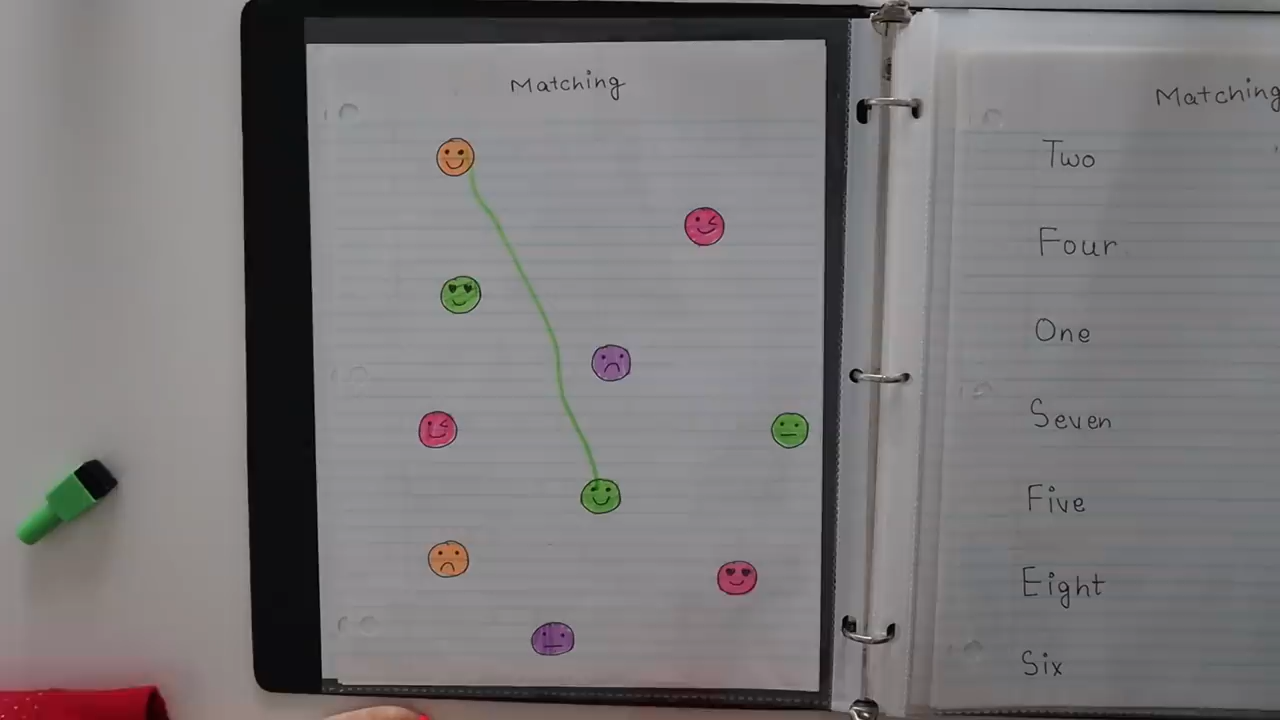 Matching
Matching
Two
Four
One
Seven
Five
Eight
Six